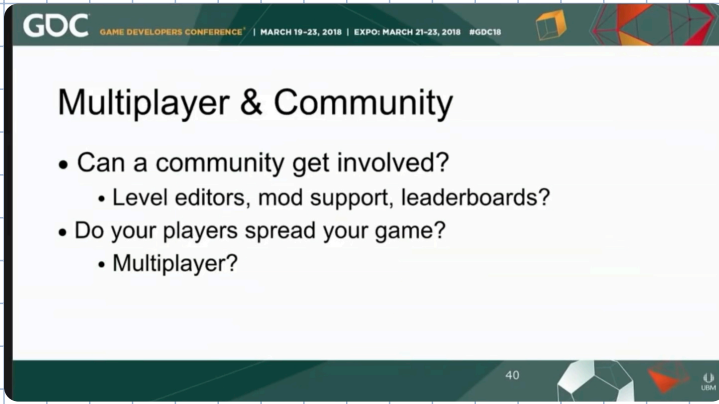 GDC GAME DEVELOPERS CONFERENCE | MARCH 19–23, 2018 | EXPO: MARCH 21–23, 2018 #GDC18
Multiplayer & Community
• Can a community get involved?
• Level editors, mod support, leaderboards?
• Do your players spread your game?
• Multiplayer?
40
UBM